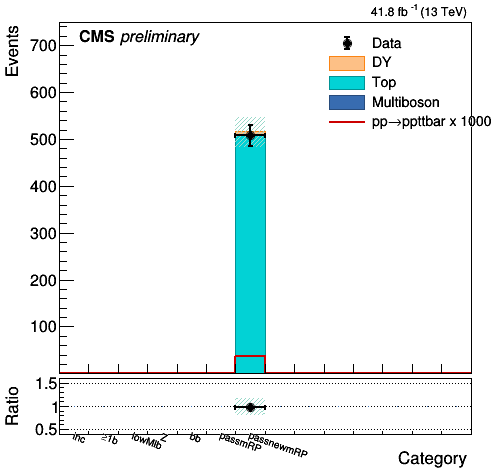 41.8 fb⁻¹ (13 TeV)
CMS preliminary
Events
700
600
500
400
300
200
100
Data
DY
Top
Multiboson
pp→ppttbar x 1000
Ratio
1.5
1
0.5
inc
≥1b
lowMlb
Z
bb
passmRP
passnewmRP
Category